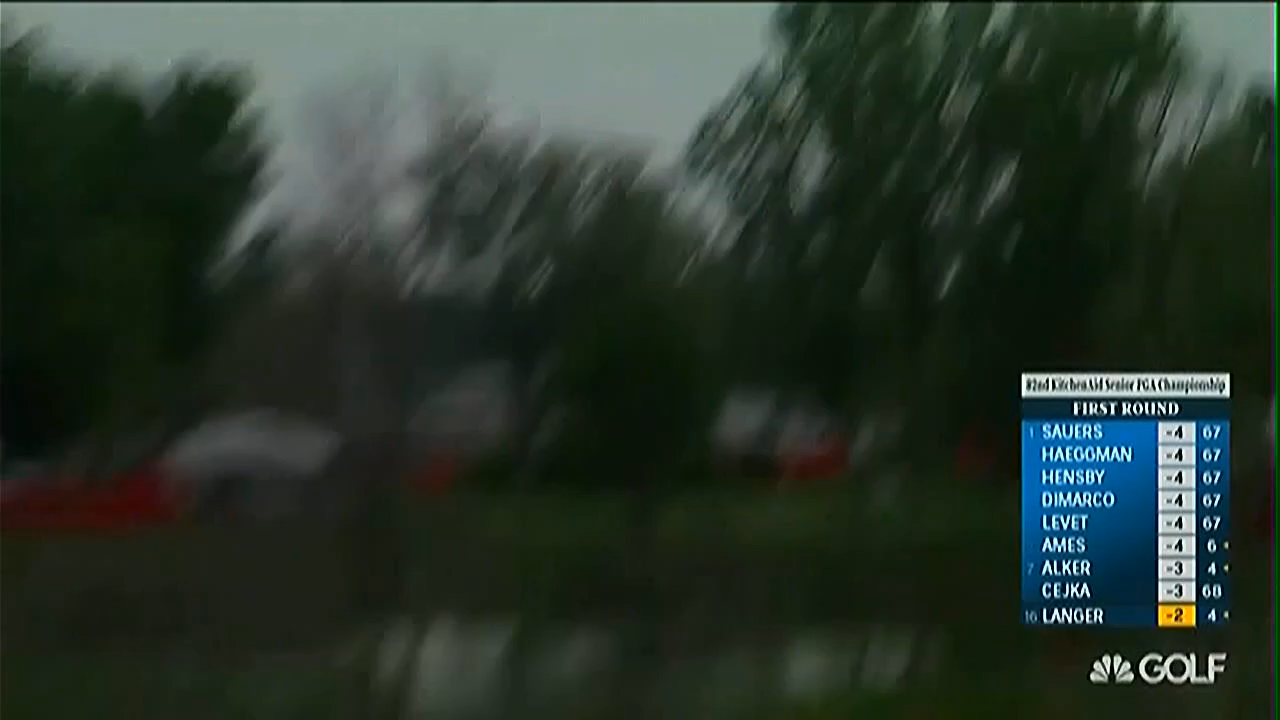 82nd KitchenAid Senior PGA Championship
FIRST ROUND
1 SAUERS -4 67
HAEGGMAN -4 67
HENSBY -4 67
DIMARCO -4 67
LEVET -4 67
AMES -4 6
7 ALKER -3 4
CEJKA -3 68
16 LANGER -2 4
GOLF